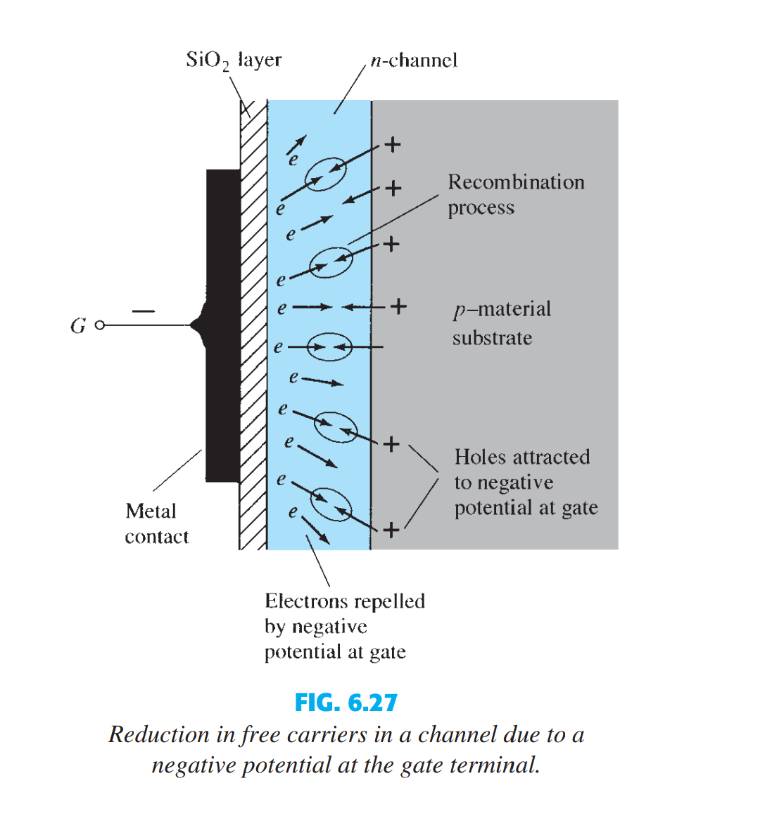 SiO₂ layer
n-channel
e
+
+
e
Recombination
process
e
+
e
G
−
e
+
p–material
substrate
e
e
e
e
+
Holes attracted
to negative
potential at gate
e
Metal
contact
e
+
Electrons repelled
by negative
potential at gate
FIG. 6.27
Reduction in free carriers in a channel due to a
negative potential at the gate terminal.